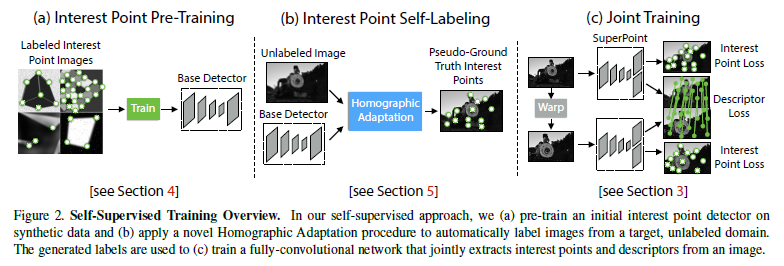 (a) Interest Point Pre-Training
Labeled Interest
Point Images
Train
Base Detector
[see Section 4]
(b) Interest Point Self-Labeling
Unlabeled Image
Base Detector
Homographic
Adaptation
Pseudo-Ground
Truth Interest
Points
[see Section 5]
(c) Joint Training
SuperPoint
Warp
Interest
Point Loss
Descriptor
Loss
Interest
Point Loss
[see Section 3]
Figure 2. Self-Supervised Training Overview. In our self-supervised approach, we (a) pre-train an initial interest point detector on
synthetic data and (b) apply a novel Homographic Adaptation procedure to automatically label images from a target, unlabeled domain.
The generated labels are used to (c) train a fully-convolutional network that jointly extracts interest points and descriptors from an image.